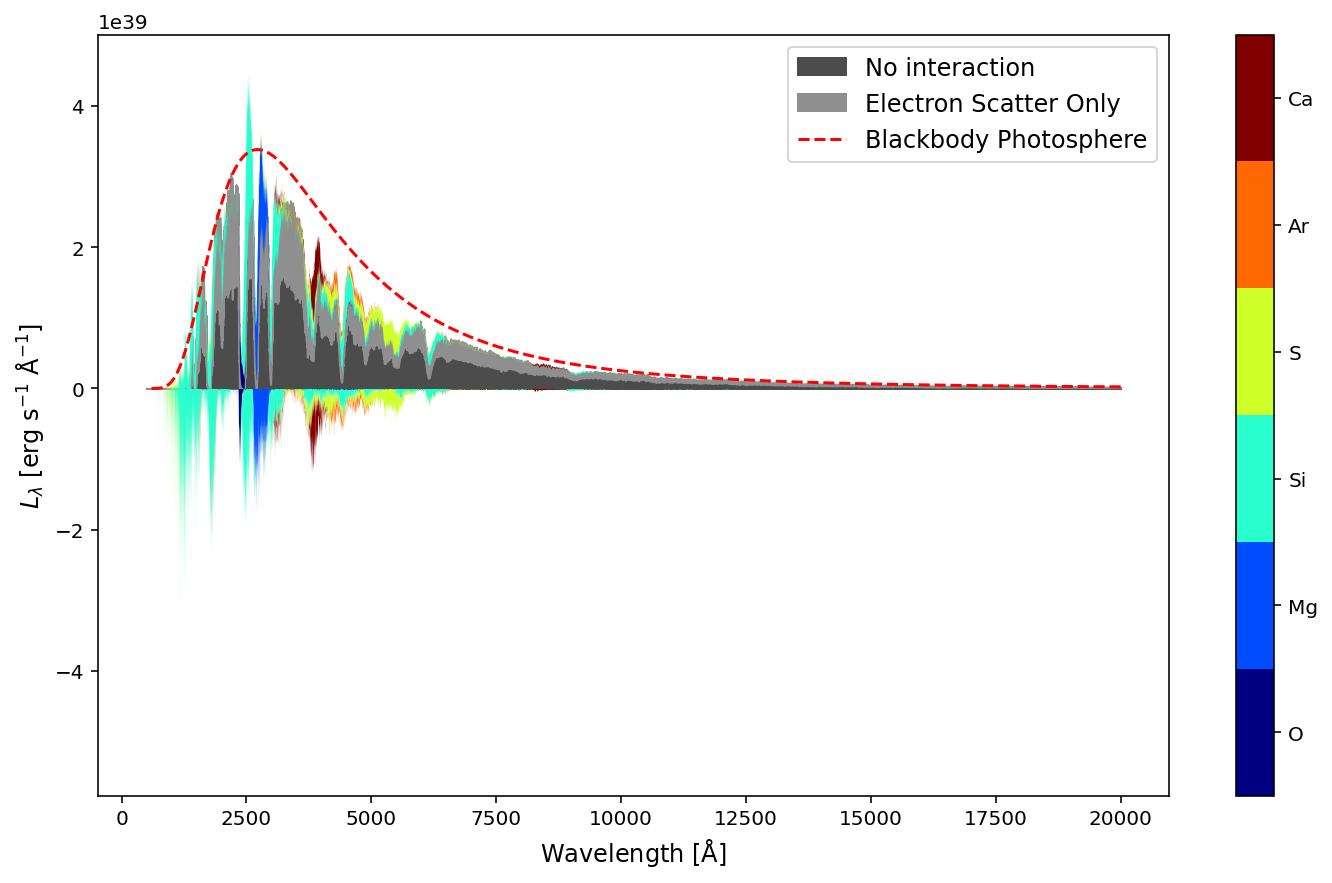 1e39
No interaction
Electron Scatter Only
Blackbody Photosphere
4
2
0
−2
−4
Lλ [erg s⁻¹ Å⁻¹]
0
2500
5000
7500
10000
12500
15000
17500
20000
Wavelength [Å]
Ca
Ar
S
Si
Mg
O